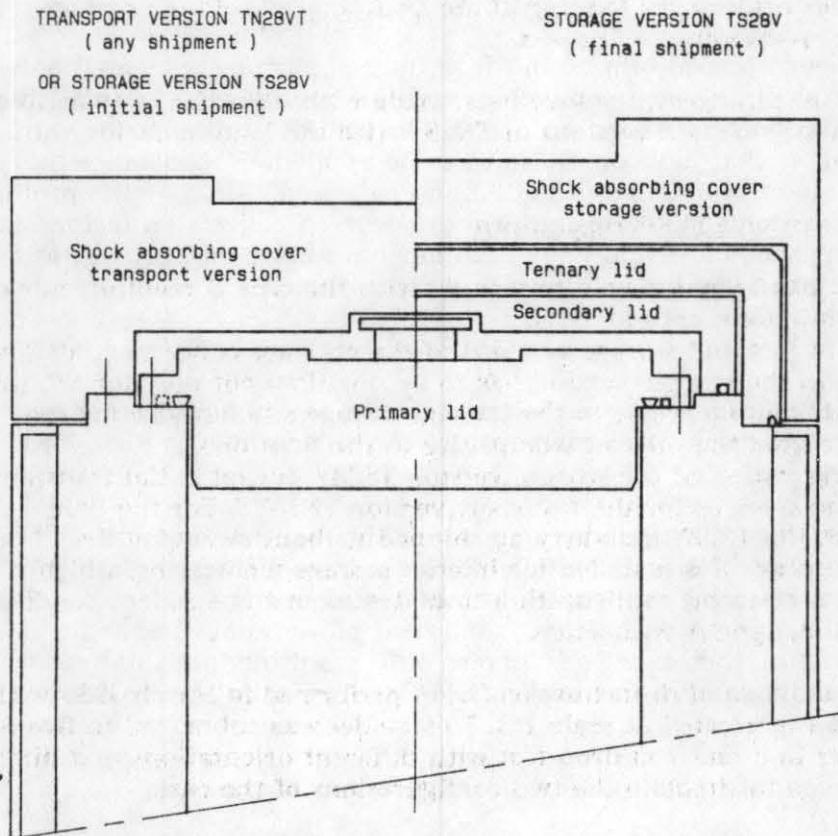 TRANSPORT VERSION TN28VT
( any shipment )
OR STORAGE VERSION TS28V
( initial shipment
STORAGE VERSION TS28V
( final shipment )
Shock absorbing cover
storage version
Shock absorbing cover
transport version
Ternary lid
Secondary lid
Primary lid